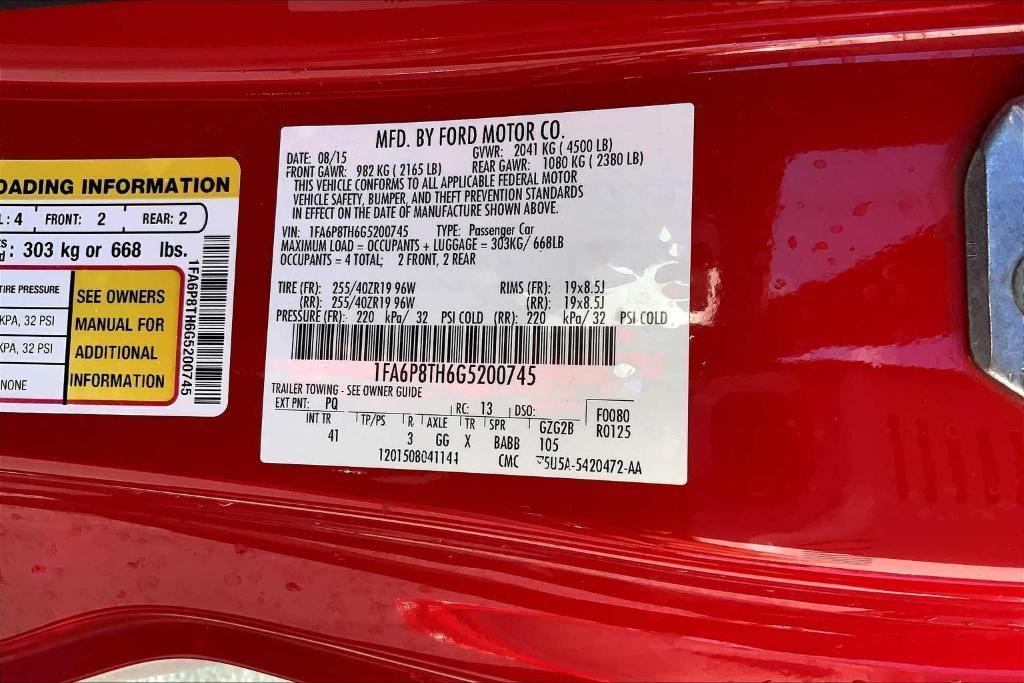 OADING INFORMATION
: 4 FRONT: 2 REAR: 2
: 303 kg or 668 lbs.
TIRE PRESSURE
KPA, 32 PSI
KPA, 32 PSI
NONE
SEE OWNERS
MANUAL FOR
ADDITIONAL
INFORMATION
1FA6P8TH6G5200745
MFD. BY FORD MOTOR CO.
DATE: 08/15 GVWR: 2041 KG ( 4500 LB)
FRONT GAWR: 982 KG ( 2165 LB) REAR GAWR: 1080 KG ( 2380 LB)
THIS VEHICLE CONFORMS TO ALL APPLICABLE FEDERAL MOTOR
VEHICLE SAFETY, BUMPER, AND THEFT PREVENTION STANDARDS
IN EFFECT ON THE DATE OF MANUFACTURE SHOWN ABOVE.
VIN: 1FA6P8TH6G5200745 TYPE: Passenger Car
MAXIMUM LOAD = OCCUPANTS + LUGGAGE = 303KG/ 668LB
OCCUPANTS = 4 TOTAL; 2 FRONT, 2 REAR
TIRE (FR): 255/40ZR19 96W RIMS (FR): 19x8.5J
(RR): 255/40ZR19 96W (RR): 19x8.5J
PRESSURE (FR): 220 kPa/ 32 PSI COLD (RR): 220 kPa/ 32 PSI COLD
1FA6P8TH6G5200745
TRAILER TOWING - SEE OWNER GUIDE
EXT PNT: PQ RC: 13 DSO: F0080
INT TR TP/PS R AXLE TR SPR GZG2B R0125
41 3 GG X BABB 105
1201508041144 CMC 5U5A-5420472-AA